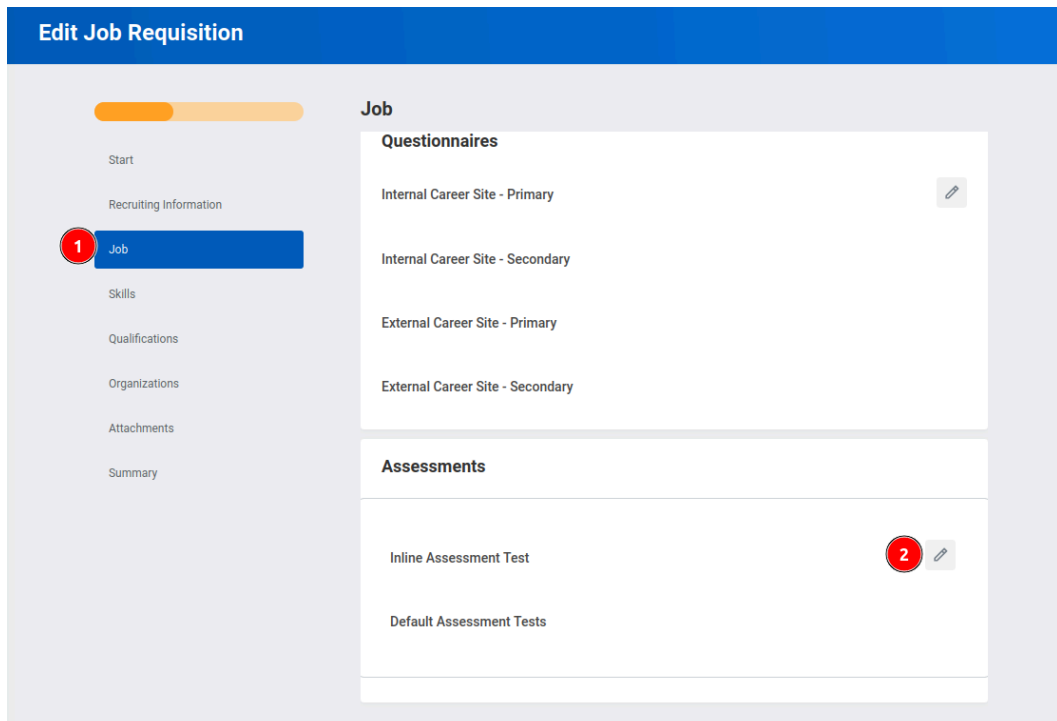 Edit Job Requisition
Start
Recruiting Information
1
Job
Skills
Qualifications
Organizations
Attachments
Summary
Job
Questionnaires
Internal Career Site - Primary
Internal Career Site - Secondary
External Career Site - Primary
External Career Site - Secondary
Assessments
Inline Assessment Test
2
Default Assessment Tests